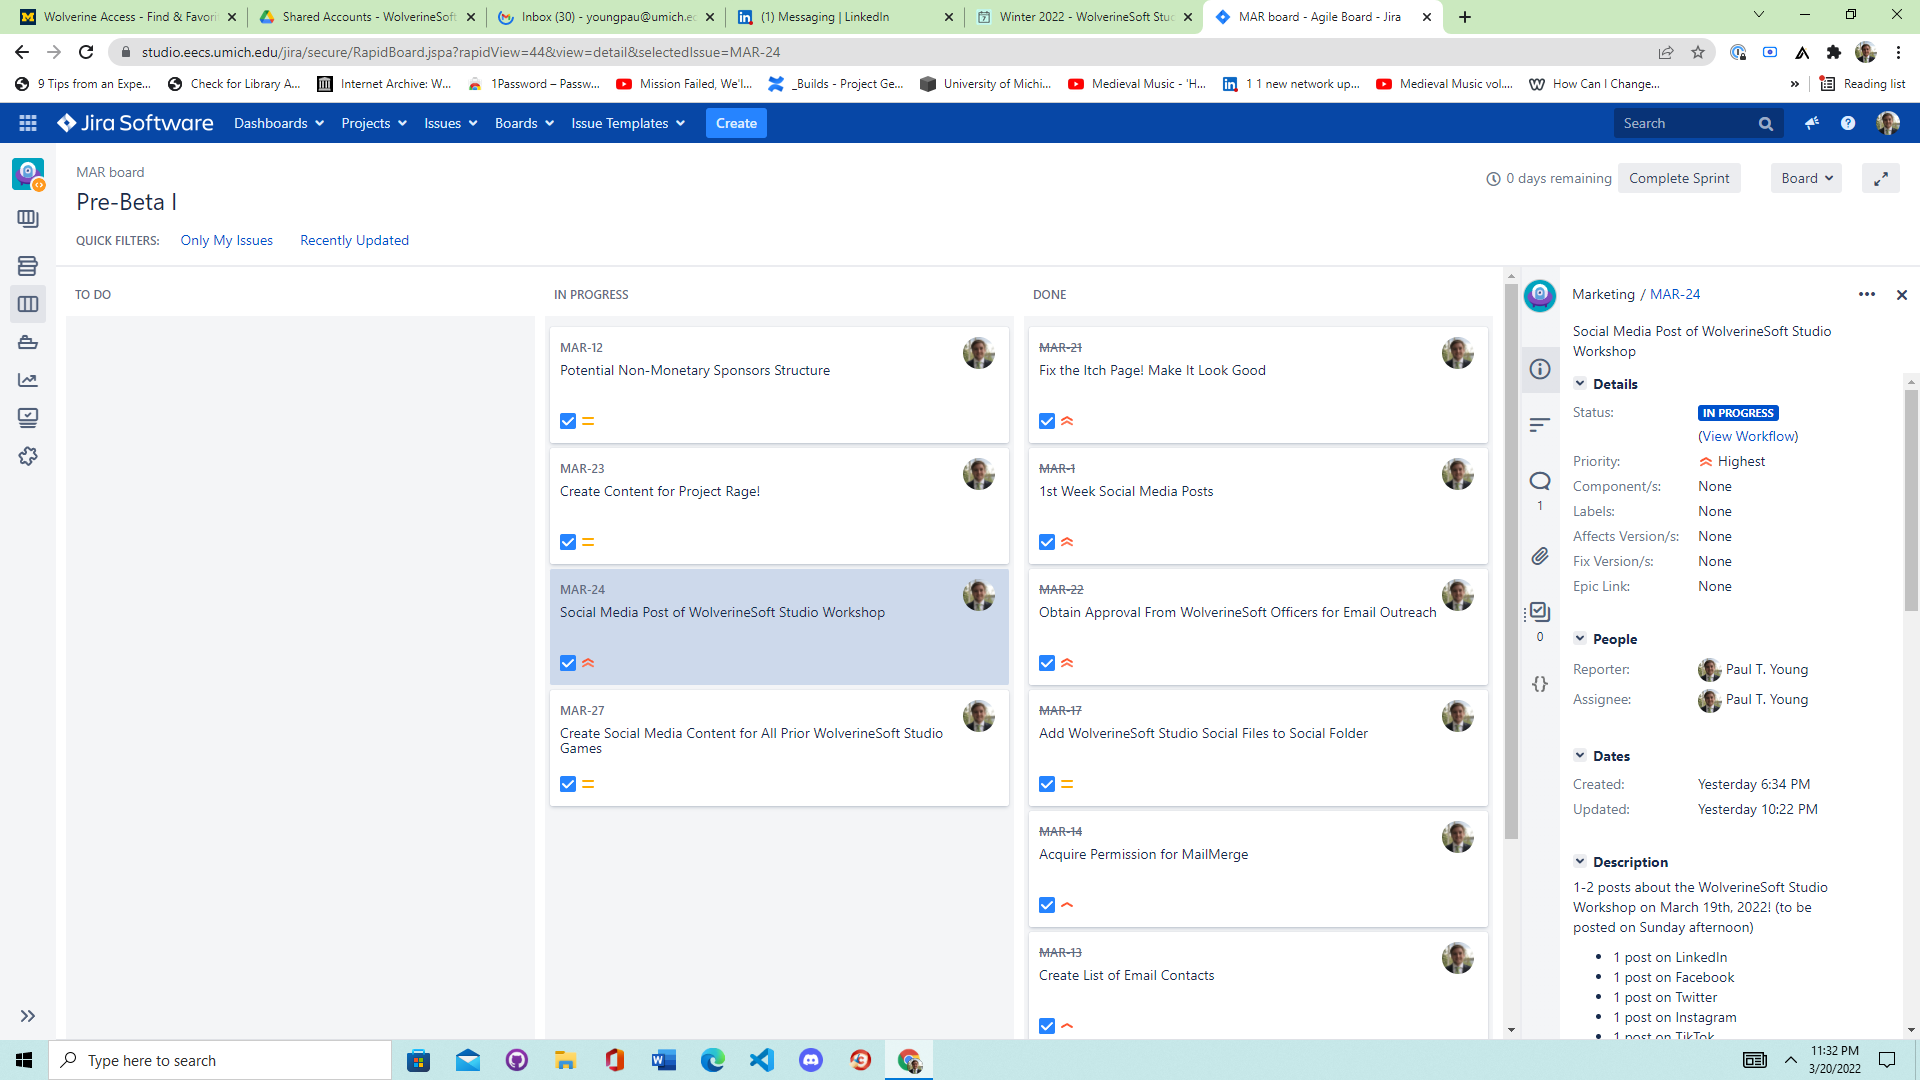 Wolverine Access - Find & Favori
Shared Accounts - WolverineSoft
Inbox (30) - youngpau@umich.ed
(1) Messaging | LinkedIn
Winter 2022 - WolverineSoft Stud
MAR board - Agile Board - Jira
studio.eecs.umich.edu/jira/secure/RapidBoard.jspa?rapidView=44&view=detail&selectedIssue=MAR-24
9 Tips from an Expe...
Check for Library A...
Internet Archive: W...
1Password – Passw...
Mission Failed, We'l...
_Builds - Project Ge...
University of Michi...
Medieval Music - 'H...
1 1 new network up...
Medieval Music vol....
How Can I Change...
»
Reading list
Jira Software
Dashboards
Projects
Issues
Boards
Issue Templates
Create
Search
MAR board
Pre-Beta I
0 days remaining
Complete Sprint
Board
QUICK FILTERS:
Only My Issues
Recently Updated
TO DO
IN PROGRESS
MAR-12
Potential Non-Monetary Sponsors Structure
MAR-23
Create Content for Project Rage!
MAR-24
Social Media Post of WolverineSoft Studio Workshop
MAR-27
Create Social Media Content for All Prior WolverineSoft Studio
Games
DONE
MAR-21
Fix the Itch Page! Make It Look Good
MAR-1
1st Week Social Media Posts
MAR-22
Obtain Approval From WolverineSoft Officers for Email Outreach
MAR-17
Add WolverineSoft Studio Social Files to Social Folder
MAR-14
Acquire Permission for MailMerge
MAR-13
Create List of Email Contacts
1
0
Marketing / MAR-24
Social Media Post of WolverineSoft Studio
Workshop
Details
Status: IN PROGRESS
(View Workflow)
Priority: Highest
Component/s: None
Labels: None
Affects Version/s: None
Fix Version/s: None
Epic Link: None
People
Reporter: Paul T. Young
Assignee: Paul T. Young
Dates
Created: Yesterday 6:34 PM
Updated: Yesterday 10:22 PM
Description
1-2 posts about the WolverineSoft Studio
Workshop on March 19th, 2022! (to be
posted on Sunday afternoon)
• 1 post on LinkedIn
• 1 post on Facebook
• 1 post on Twitter
• 1 post on Instagram
1 post on TikTok
Type here to search
11:32 PM
3/20/2022